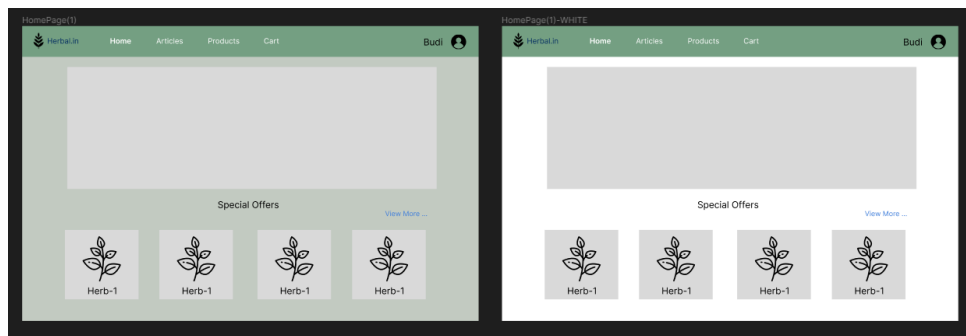 HomePage(1)
Herbal.in Home Articles Products Cart Budi
Special Offers
View More ...
Herb-1 Herb-1 Herb-1 Herb-1
HomePage(1)-WHITE
Herbal.in Home Articles Products Cart Budi
Special Offers
View More ...
Herb-1 Herb-1 Herb-1 Herb-1